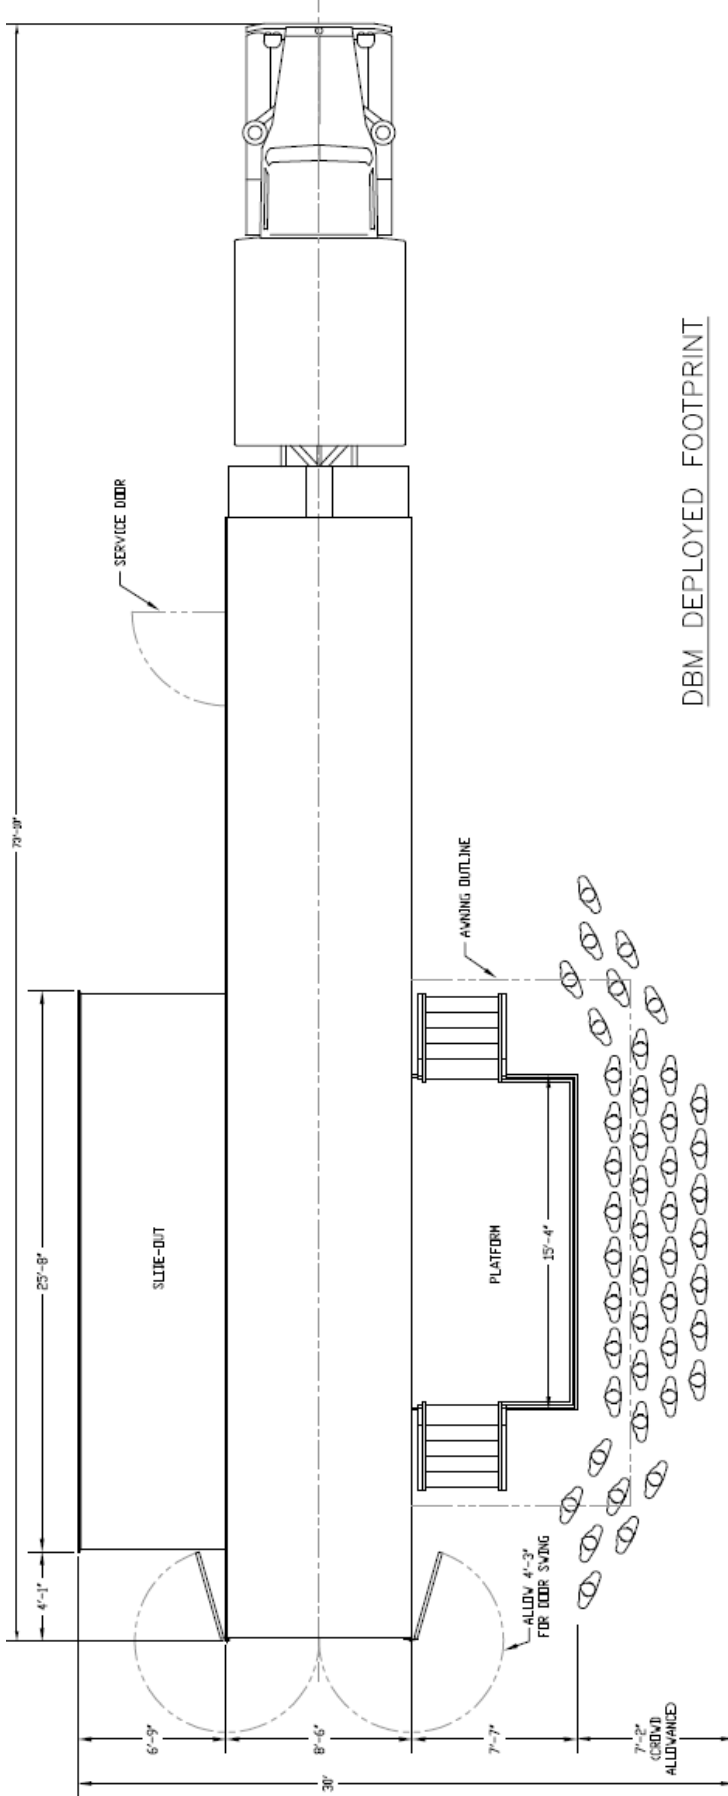 73'-10"
SERVICE DOOR
DBM DEPLOYED FOOTPRINT
AWNING OUTLINE
25'-8"
SLIDE-OUT
PLATFORM
15'-4"
4'-1"
ALLOW 4'-3"
FOR DOOR SWING
6'-9"
8'-6"
7'-7"
7'-2"
(CROWD
ALLOWANCE)
30'